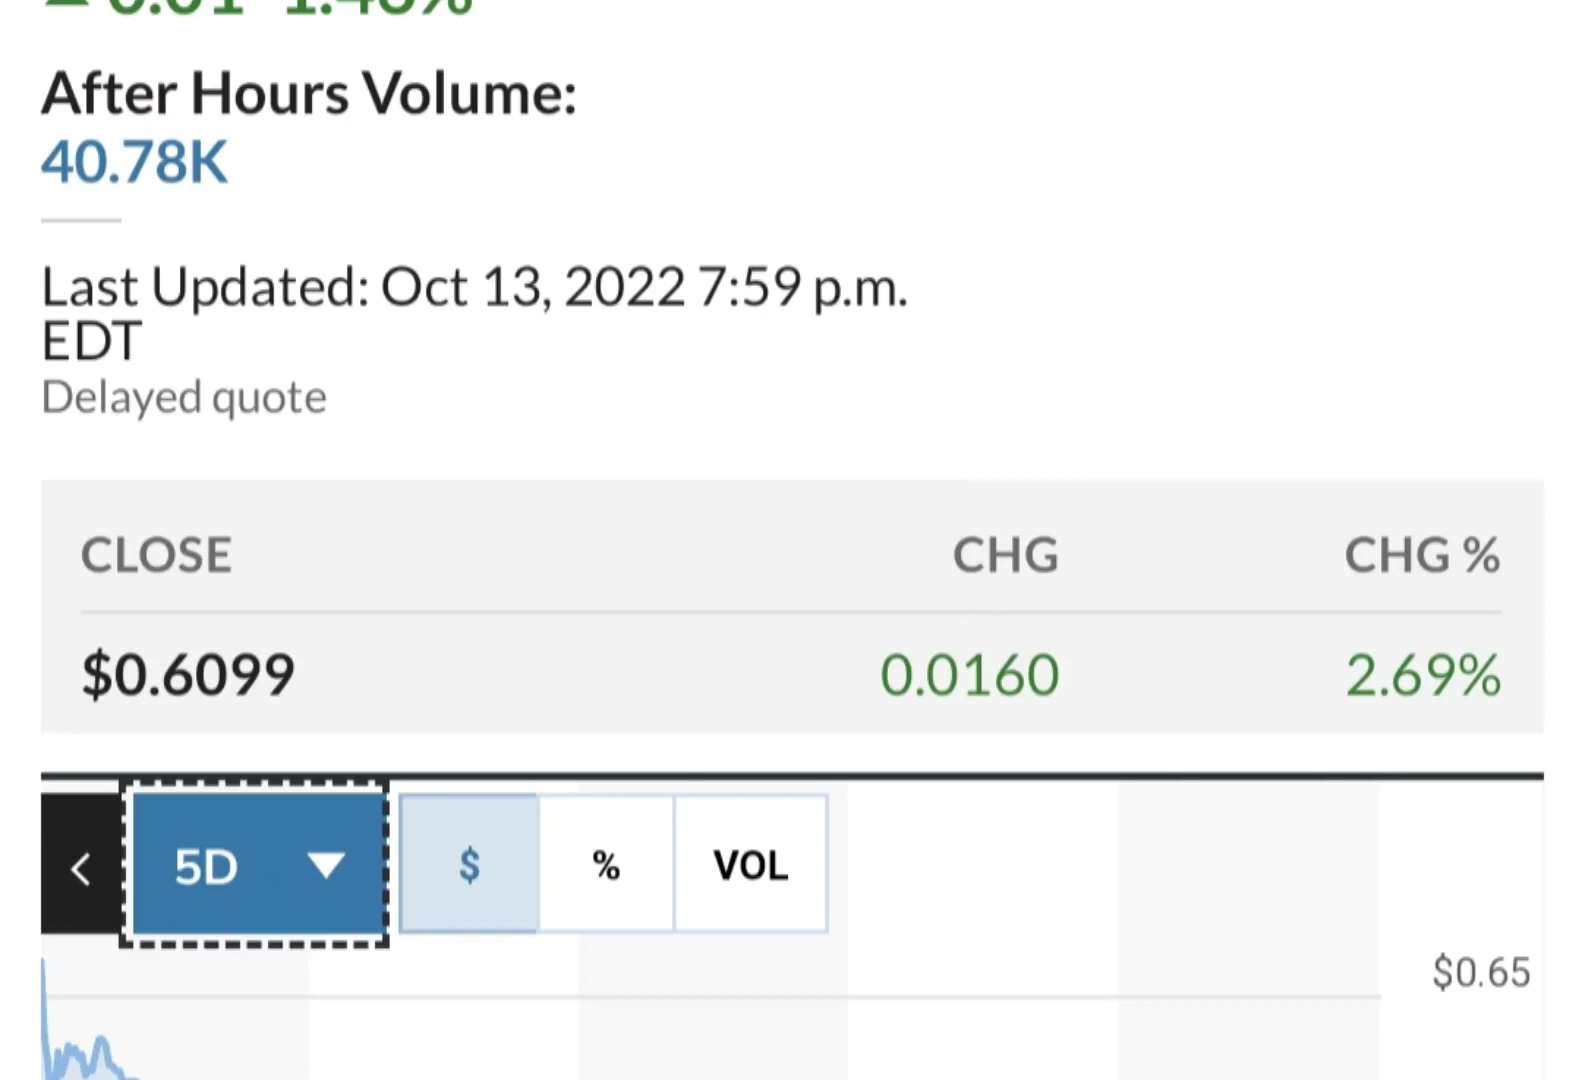 After Hours Volume:
40.78K
Last Updated: Oct 13, 2022 7:59 p.m.
EDT
Delayed quote
CLOSE CHG CHG %
$0.6099 0.0160 2.69%
5D $ % VOL
$0.65